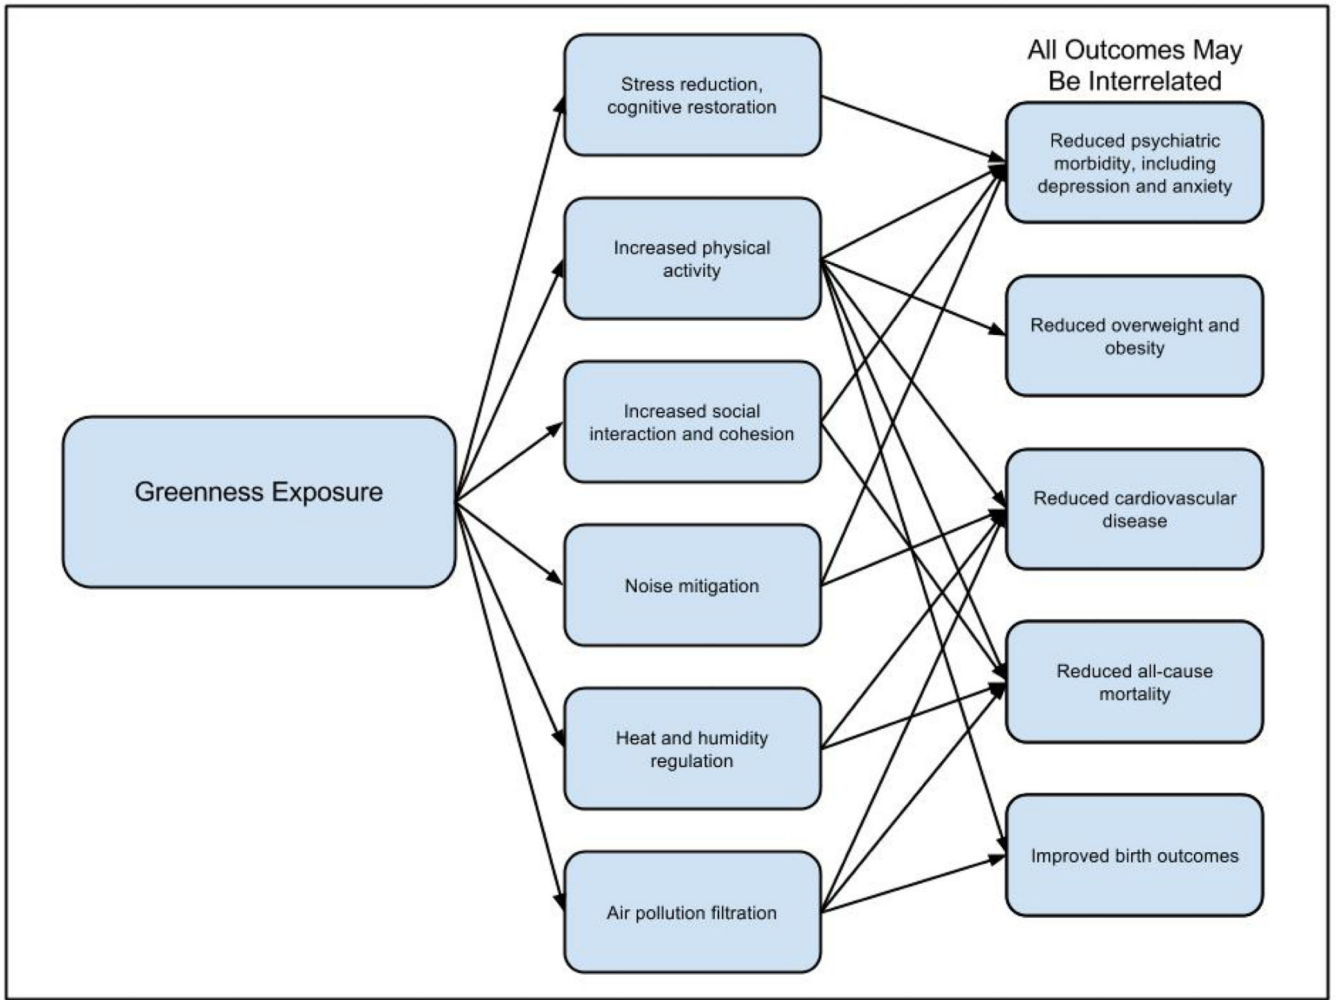 All Outcomes May
Be Interrelated
Stress reduction,
cognitive restoration
Reduced psychiatric
morbidity, including
depression and anxiety
Increased physical
activity
Reduced overweight and
obesity
Increased social
interaction and cohesion
Greenness Exposure
Reduced cardiovascular
disease
Noise mitigation
Reduced all-cause
mortality
Heat and humidity
regulation
Improved birth outcomes
Air pollution filtration